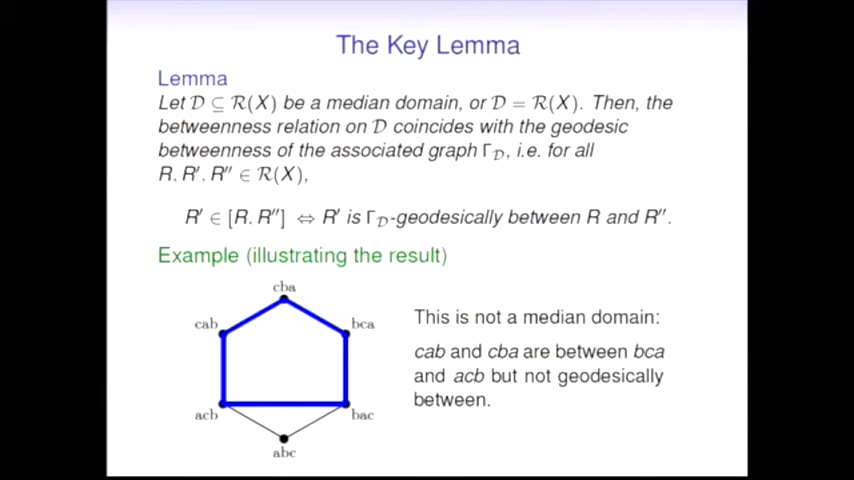 The Key Lemma
Lemma
Let 𝒟 ⊆ ℛ(X) be a median domain, or 𝒟 = ℛ(X). Then, the
betweenness relation on 𝒟 coincides with the geodesic
betweenness of the associated graph Γ𝒟, i.e. for all
R, R′, R″ ∈ ℛ(X),
R′ ∈ [R, R″] ⇔ R′ is Γ𝒟-geodesically between R and R″.
Example (illustrating the result)
cba
cab
bca
acb
bac
abc
This is not a median domain:
cab and cba are between bca
and acb but not geodesically
between.